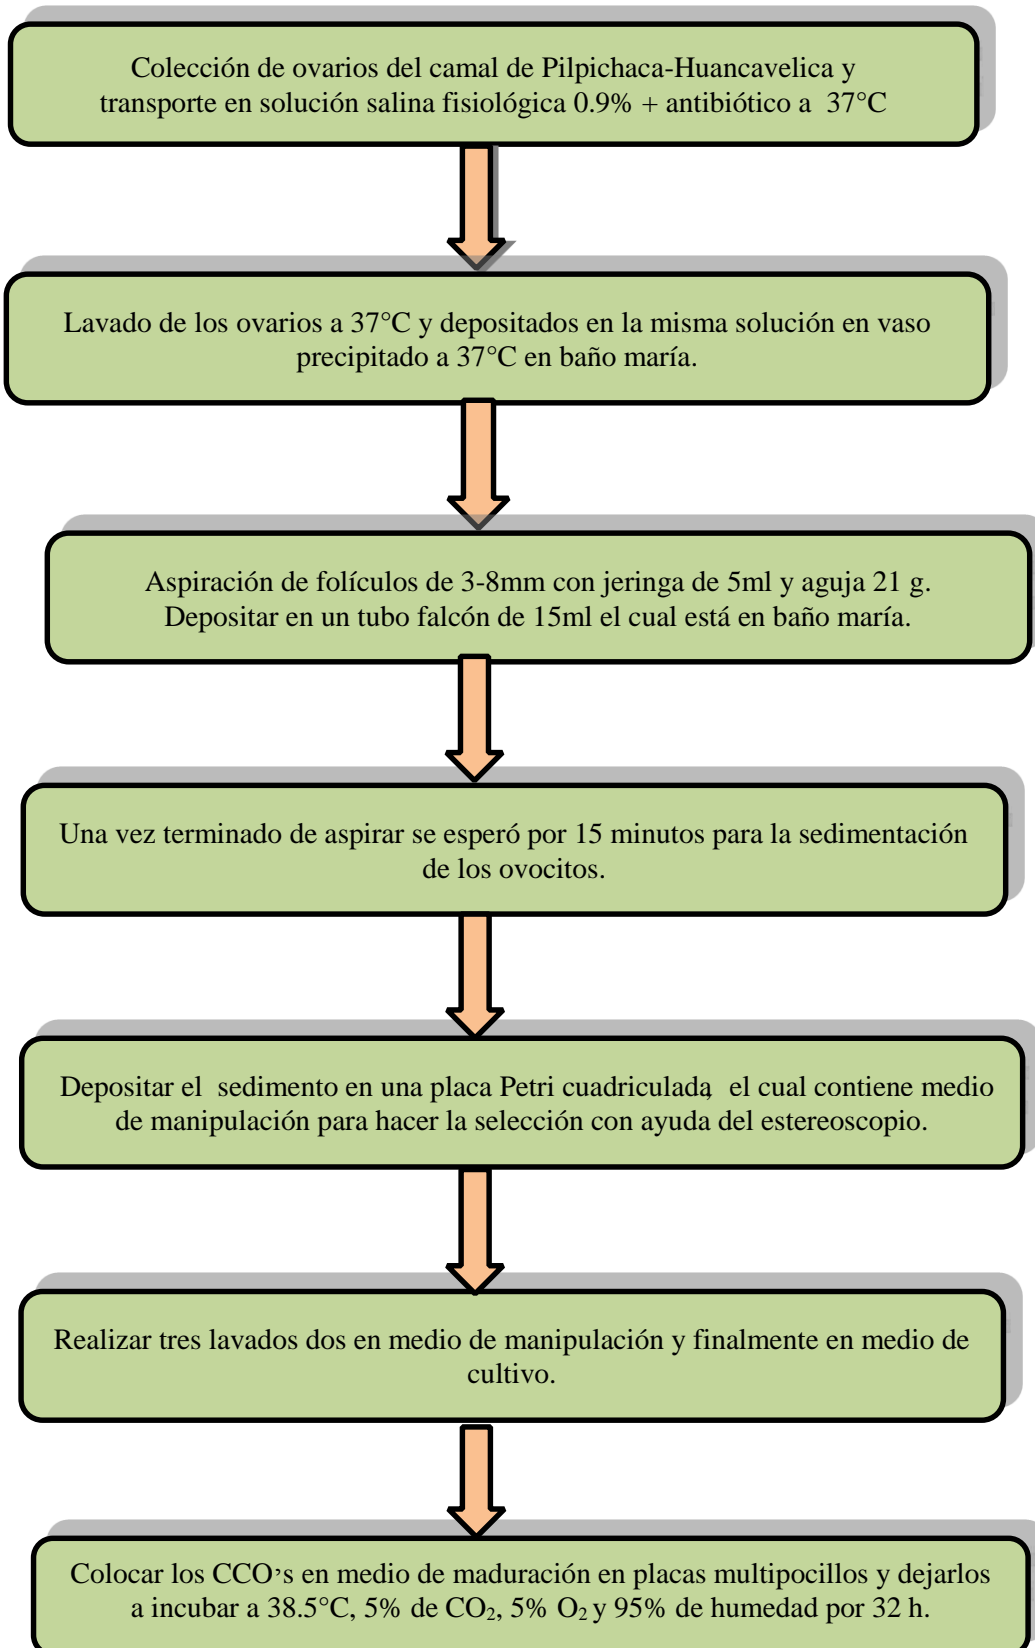 Colección de ovarios del camal de Pilpichaca-Huancavelica y
transporte en solución salina fisiológica 0.9% + antibiótico a 37°C
Lavado de los ovarios a 37°C y depositados en la misma solución en vaso
precipitado a 37°C en baño maría.
Aspiración de folículos de 3-8mm con jeringa de 5ml y aguja 21 g.
Depositar en un tubo falcón de 15ml el cual está en baño maría.
Una vez terminado de aspirar se esperó por 15 minutos para la sedimentación
de los ovocitos.
Depositar el sedimento en una placa Petri cuadriculada, el cual contiene medio
de manipulación para hacer la selección con ayuda del estereoscopio.
Realizar tres lavados dos en medio de manipulación y finalmente en medio de
cultivo.
Colocar los CCO's en medio de maduración en placas multipocillos y dejarlos
a incubar a 38.5°C, 5% de CO₂, 5% O₂ y 95% de humedad por 32 h.